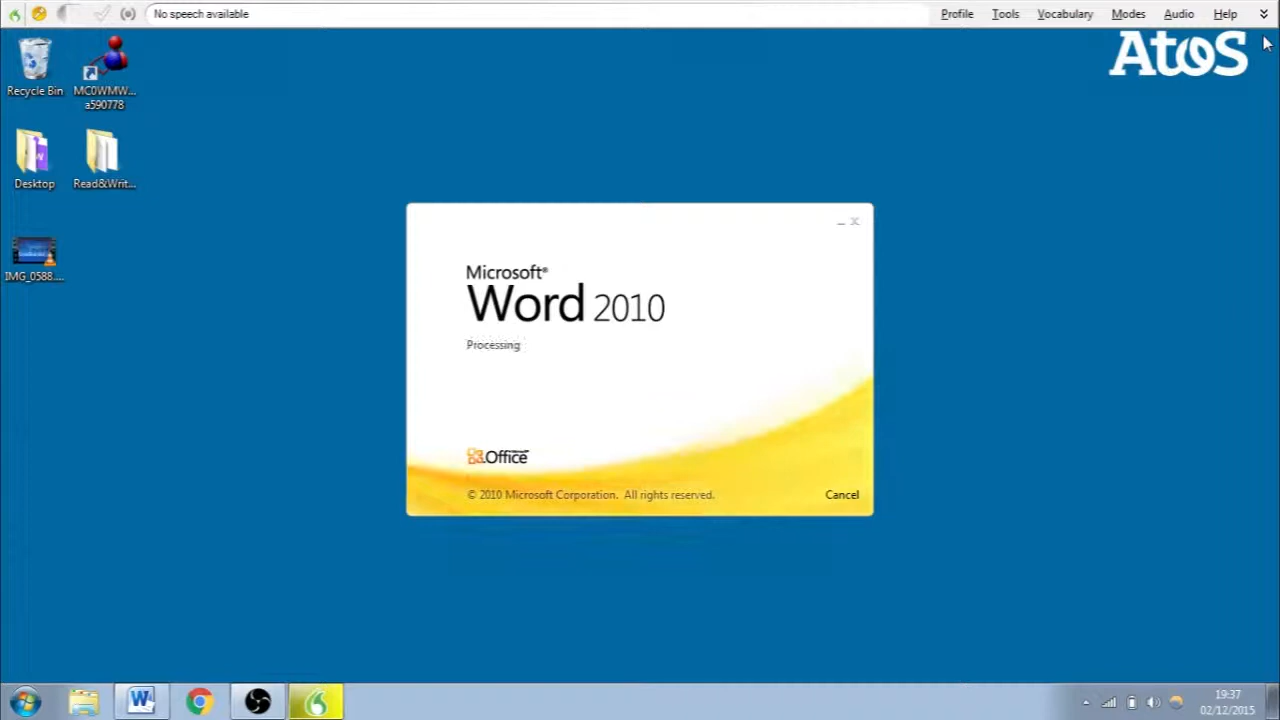 No speech available
Profile Tools Vocabulary Modes Audio Help
Atos
Recycle Bin
MC0WMW...
a590778
Desktop
Read&Writ...
IMG_0588....
Microsoft®
Word 2010
Processing
Office
© 2010 Microsoft Corporation. All rights reserved.
Cancel
W
19:37
02/12/2015